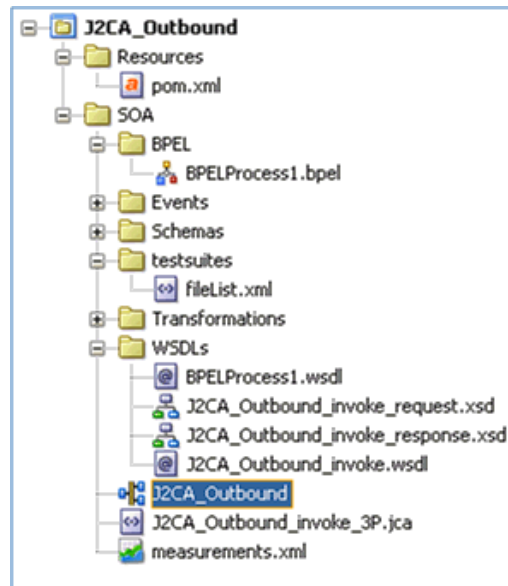 J2CA_Outbound
Resources
pom.xml
SOA
BPEL
BPELProcess1.bpel
Events
Schemas
testsuites
fileList.xml
Transformations
WSDLs
BPELProcess1.wsdl
J2CA_Outbound_invoke_request.xsd
J2CA_Outbound_invoke_response.xsd
J2CA_Outbound_invoke.wsdl
J2CA_Outbound
J2CA_Outbound_invoke_3P.jca
measurements.xml